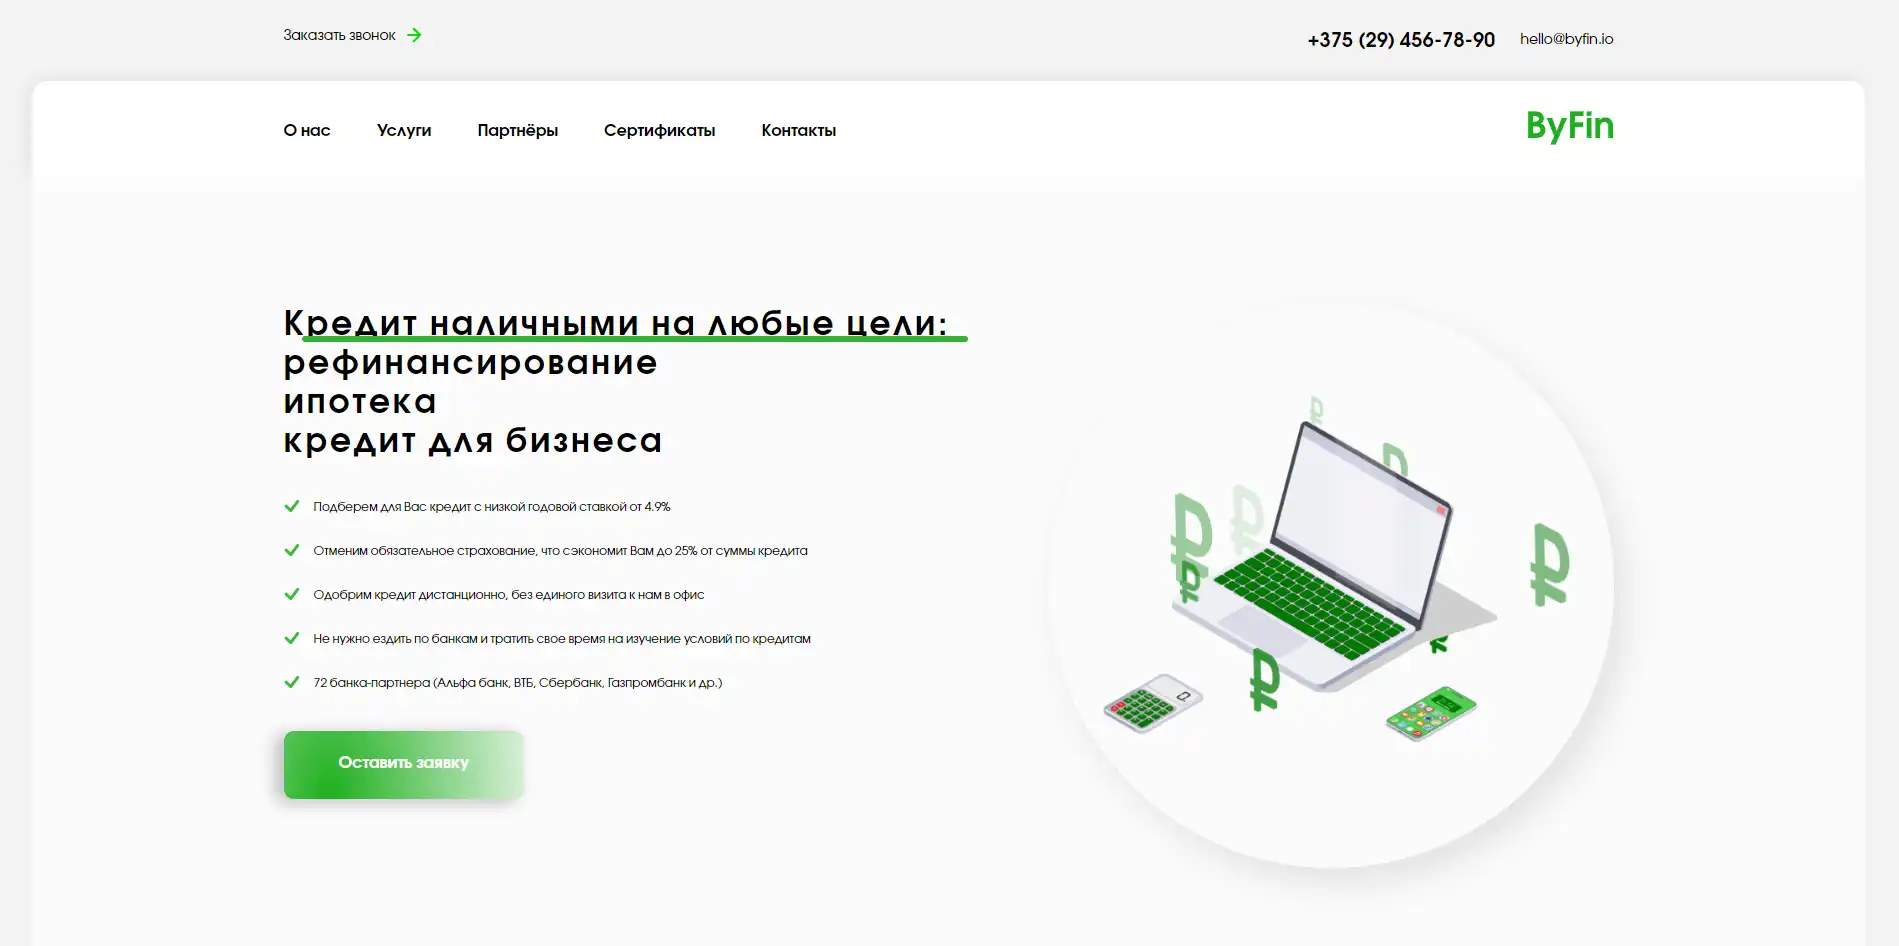 Заказать звонок
+375 (29) 456-78-90
hello@byfin.io
О нас
Услуги
Партнёры
Сертификаты
Контакты
ByFin
Кредит наличными на любые цели:
рефинансирование
ипотека
кредит для бизнеса
Подберем для Вас кредит с низкой годовой ставкой от 4.9%
Отменим обязательное страхование, что сэкономит Вам до 25% от суммы кредита
Одобрим кредит дистанционно, без единого визита к нам в офис
Не нужно ездить по банкам и тратить свое время на изучение условий по кредитам
72 банка-партнера (Альфа банк, ВТБ, Сбербанк, Газпромбанк и др.)
Оставить заявку